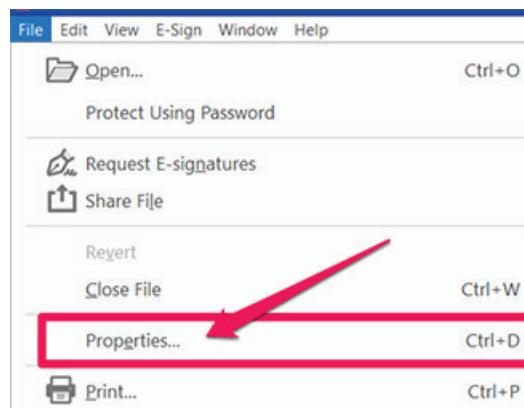 File Edit View E-Sign Window Help
Open... Ctrl+O
Protect Using Password
Request E-signatures
Share File
Revert
Close File Ctrl+W
Properties... Ctrl+D
Print... Ctrl+P